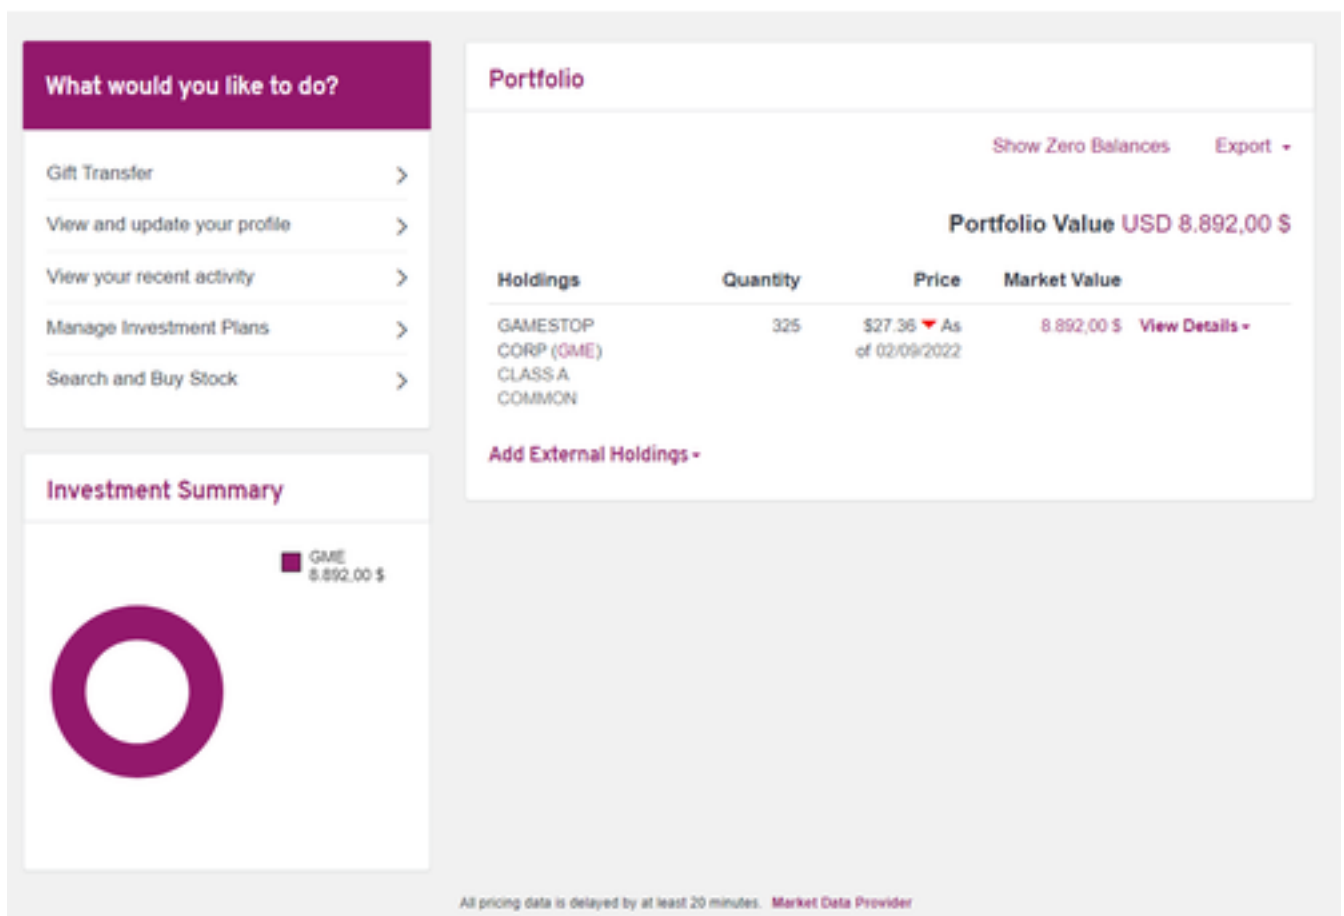 What would you like to do?
Gift Transfer
View and update your profile
View your recent activity
Manage Investment Plans
Search and Buy Stock
Investment Summary
GME
8.892,00 $
Portfolio
Show Zero Balances Export
Portfolio Value USD 8.892,00 $
Holdings Quantity Price Market Value
GAMESTOP 325 $27.36 As 8.892,00 $ View Details
CORP (GME) of 02/09/2022
CLASS A
COMMON
Add External Holdings
All pricing data is delayed by at least 20 minutes. Market Data Provider